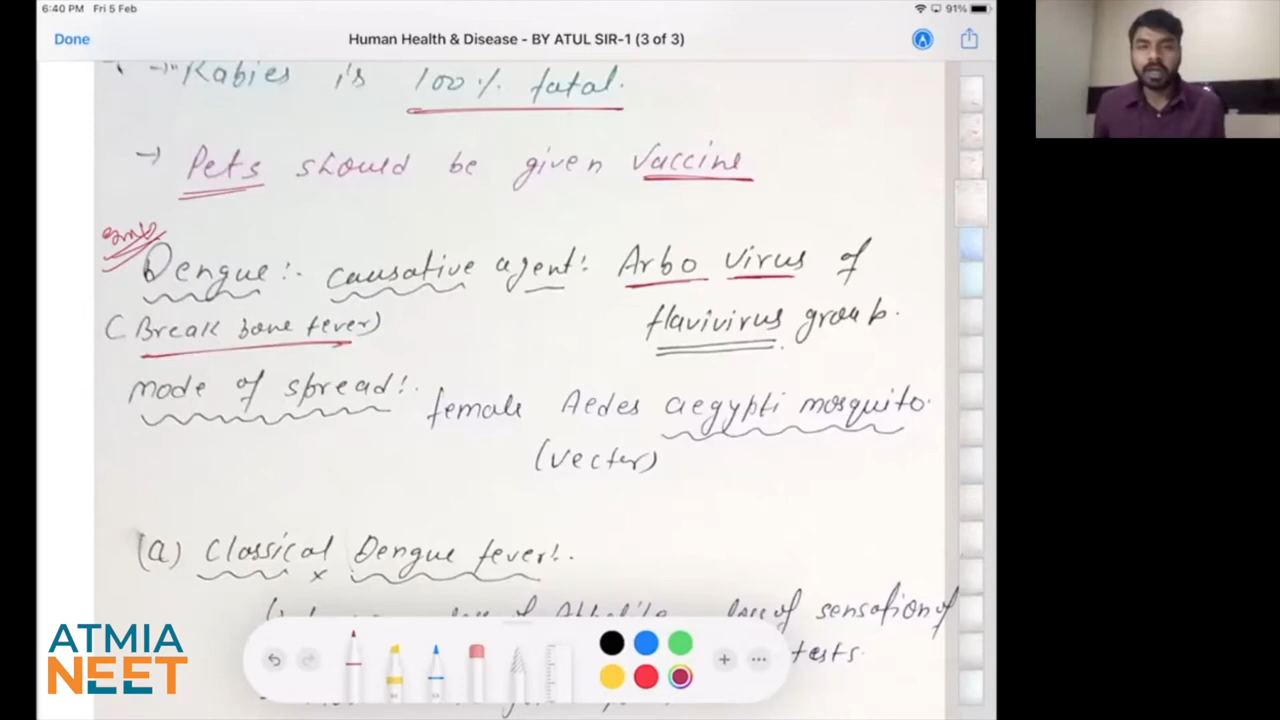 6:40 PM Fri 5 Feb
91%
Done
Human Health & Disease - BY ATUL SIR-1 (3 of 3)
→" Rabies is 100% fatal.
→ Pets should be given vaccine
Dengue:. causative agent: Arbo virus of
(Break bone fever)
flavivirus group.
mode of spread:.
female Aedes aegypti mosquito.
(vector)
(a) Classical Dengue fever:.
loss of sensation of
tests.
ATMIA
NEET